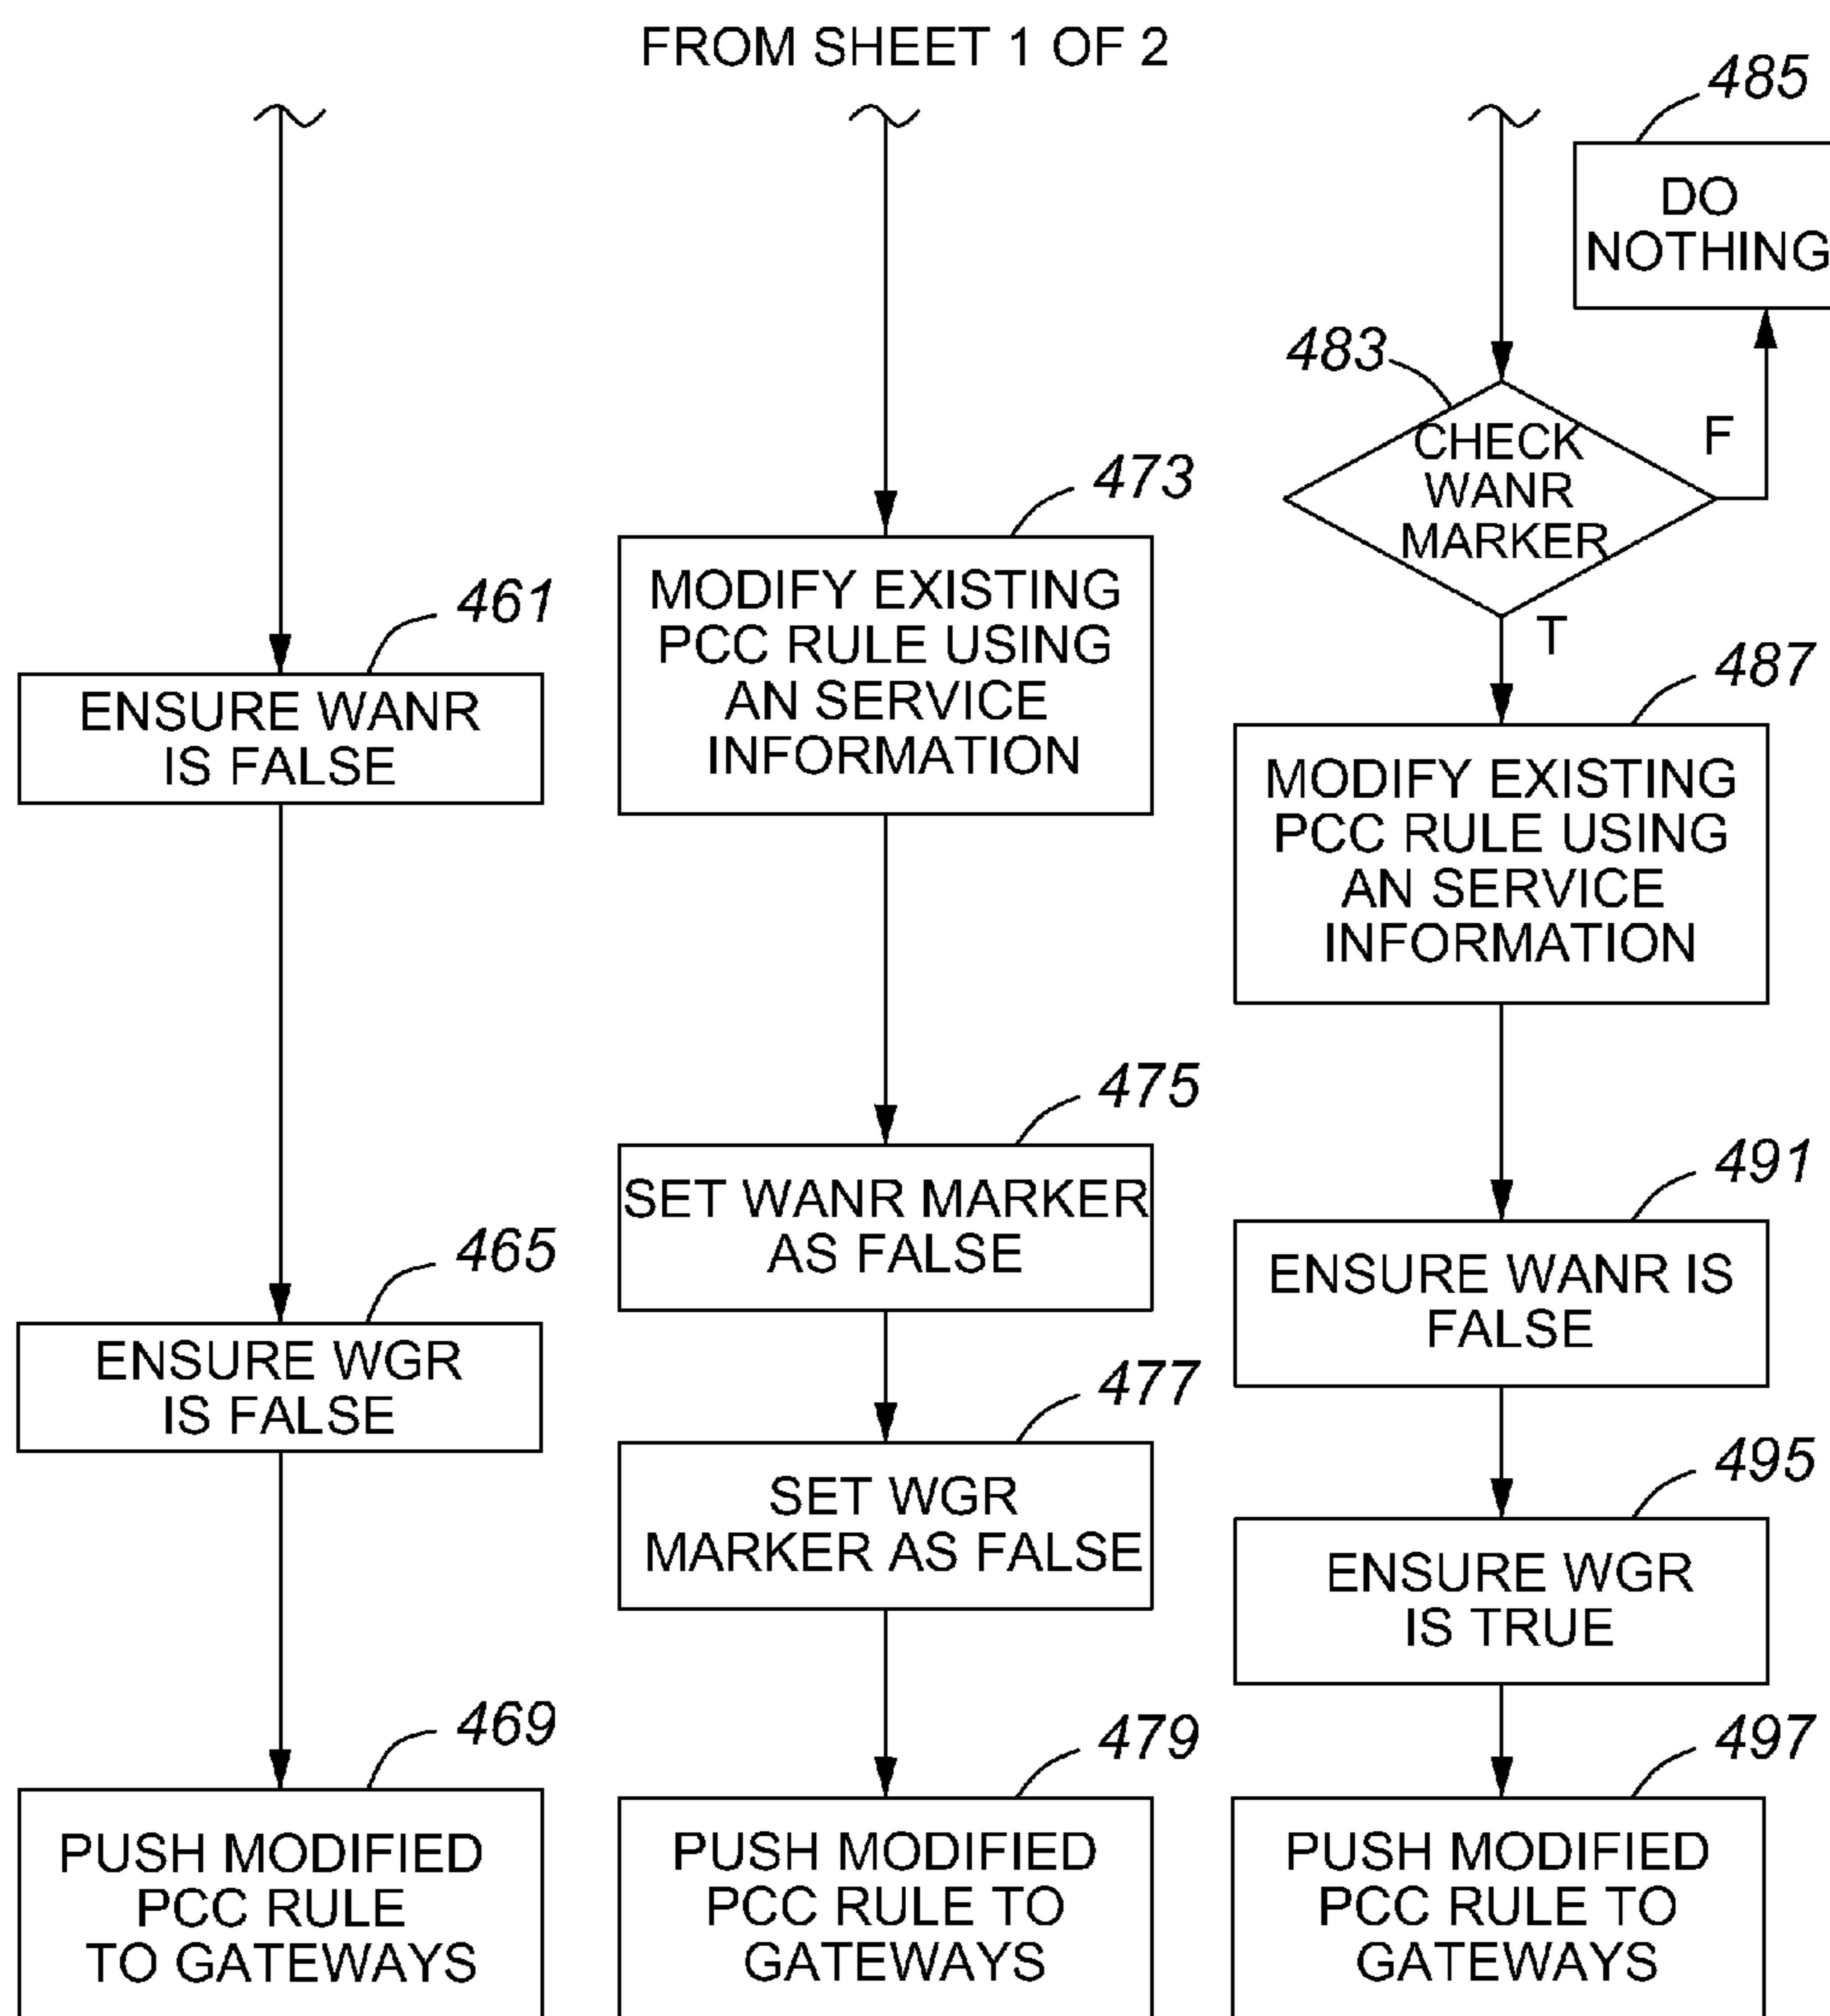 FROM SHEET 1 OF 2
461
ENSURE WANR
IS FALSE
465
ENSURE WGR
IS FALSE
469
PUSH MODIFIED
PCC RULE
TO GATEWAYS
473
MODIFY EXISTING
PCC RULE USING
AN SERVICE
INFORMATION
475
SET WANR MARKER
AS FALSE
477
SET WGR
MARKER AS FALSE
479
PUSH MODIFIED
PCC RULE TO
GATEWAYS
485
DO
NOTHING
483
CHECK
WANR
MARKER
F
T
487
MODIFY EXISTING
PCC RULE USING
AN SERVICE
INFORMATION
491
ENSURE WANR IS
FALSE
495
ENSURE WGR
IS TRUE
497
PUSH MODIFIED
PCC RULE TO
GATEWAYS